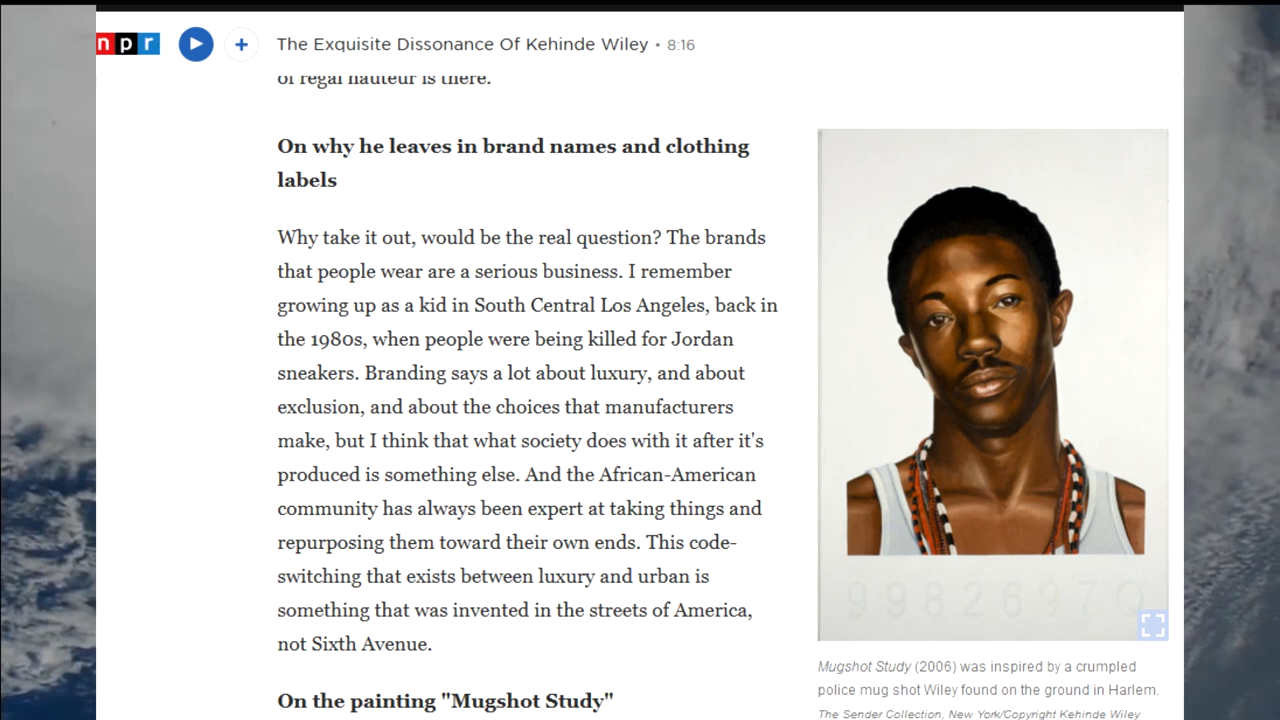 npr
The Exquisite Dissonance Of Kehinde Wiley • 8:16
of regal hauteur is there.
On why he leaves in brand names and clothing
labels
Why take it out, would be the real question? The brands
that people wear are a serious business. I remember
growing up as a kid in South Central Los Angeles, back in
the 1980s, when people were being killed for Jordan
sneakers. Branding says a lot about luxury, and about
exclusion, and about the choices that manufacturers
make, but I think that what society does with it after it's
produced is something else. And the African-American
community has always been expert at taking things and
repurposing them toward their own ends. This code-
switching that exists between luxury and urban is
something that was invented in the streets of America,
not Sixth Avenue.
On the painting "Mugshot Study"
99826970
Mugshot Study (2006) was inspired by a crumpled
police mug shot Wiley found on the ground in Harlem.
The Sender Collection, New York/Copyright Kehinde Wiley